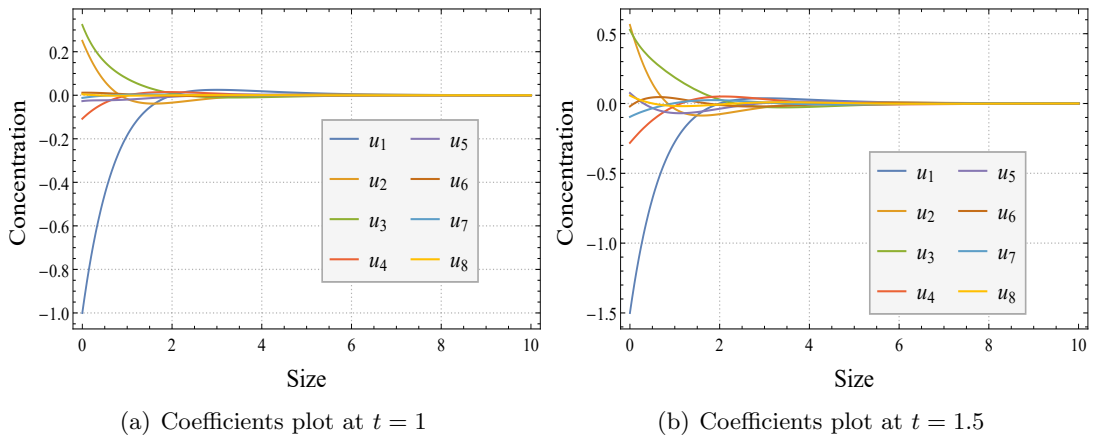 0.2
0.0
−0.2
−0.4
−0.6
−0.8
−1.0
Concentration
0 2 4 6 8 10
Size
u1 u5
u2 u6
u3 u7
u4 u8
(a) Coefficients plot at t = 1
0.5
0.0
−0.5
−1.0
−1.5
Concentration
0 2 4 6 8 10
Size
u1 u5
u2 u6
u3 u7
u4 u8
(b) Coefficients plot at t = 1.5